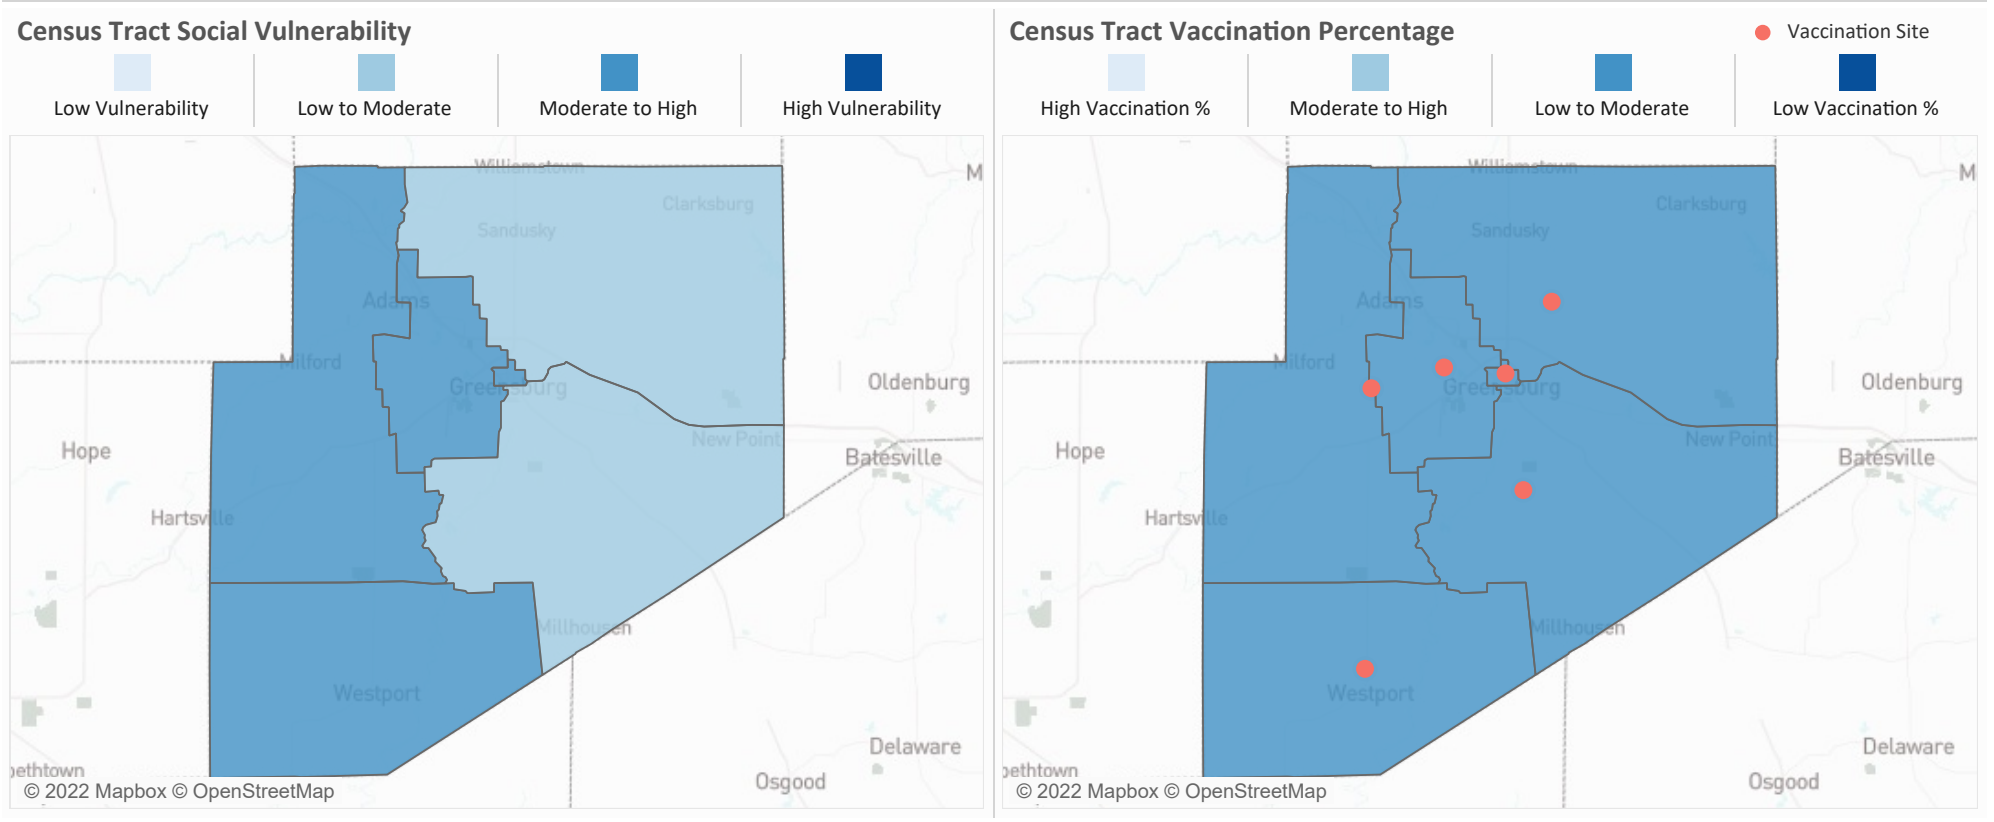 Census Tract Social Vulnerability
Low Vulnerability
Low to Moderate
Moderate to High
High Vulnerability
Williamstown
M
Clarksburg
Sandusky
Adams
Milford
Greensburg
Oldenburg
New Point
Hope
Batesville
Hartsville
Millhousen
Westport
Delaware
pethtown
Osgood
© 2022 Mapbox © OpenStreetMap
Census Tract Vaccination Percentage
Vaccination Site
High Vaccination %
Moderate to High
Low to Moderate
Low Vaccination %
Williamstown
M
Clarksburg
Sandusky
Adams
Milford
Greensburg
Oldenburg
New Point
Hope
Batesville
Hartsville
Millhousen
Westport
Delaware
pethtown
Osgood
© 2022 Mapbox © OpenStreetMap